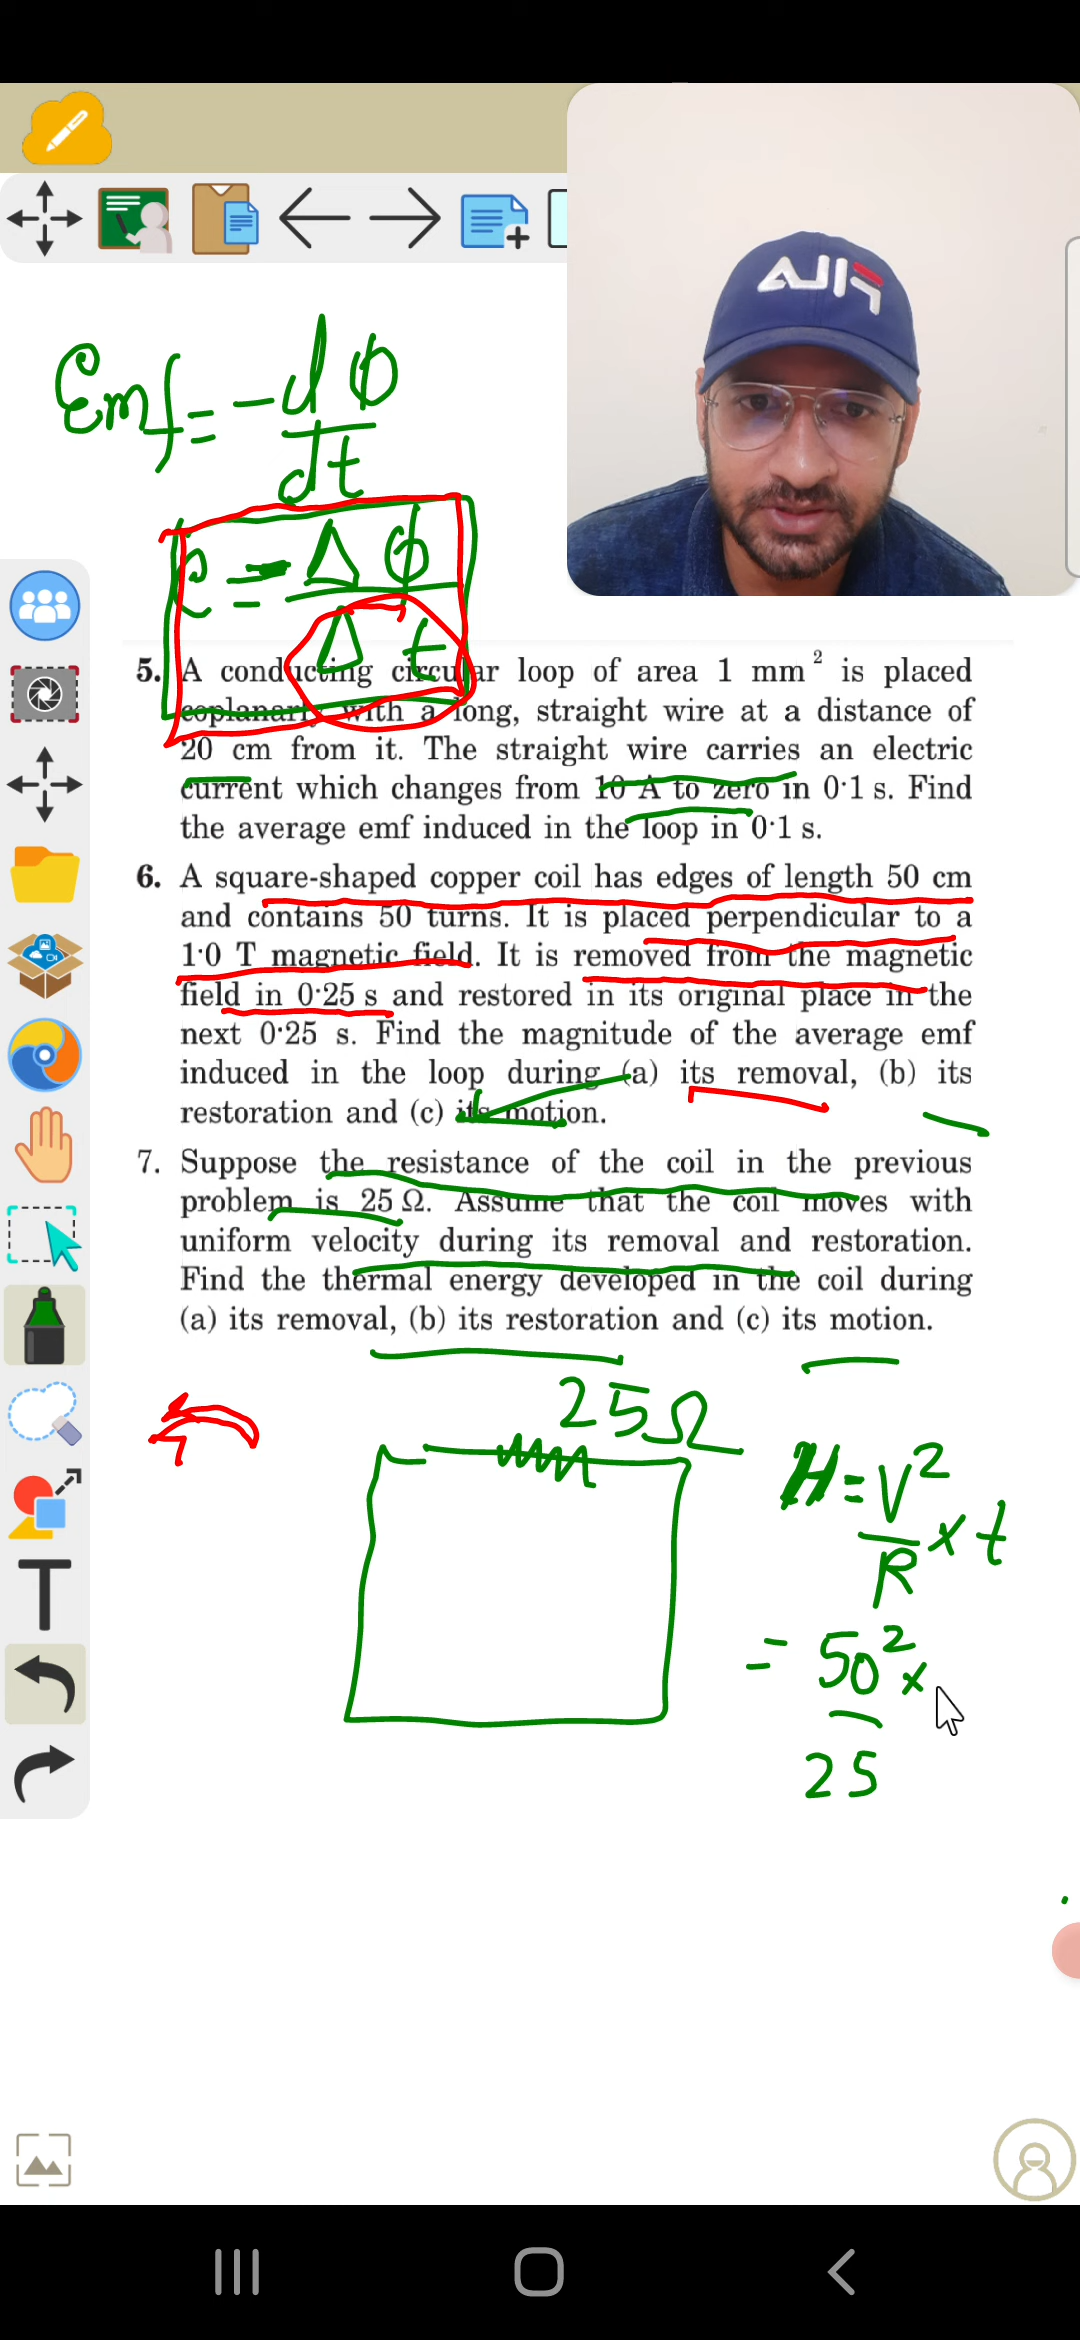 FILA
Emf = - dΦ
dt
e = - ΔΦ
Δt
5. A conducting circular loop of area 1 mm² is placed
coplanarly with a long, straight wire at a distance of
20 cm from it. The straight wire carries an electric
current which changes from 10 A to zero in 0·1 s. Find
the average emf induced in the loop in 0·1 s.
6. A square-shaped copper coil has edges of length 50 cm
and contains 50 turns. It is placed perpendicular to a
1·0 T magnetic field. It is removed from the magnetic
field in 0·25 s and restored in its original place in the
next 0·25 s. Find the magnitude of the average emf
induced in the loop during (a) its removal, (b) its
restoration and (c) its motion.
7. Suppose the resistance of the coil in the previous
problem is 25 Ω. Assume that the coil moves with
uniform velocity during its removal and restoration.
Find the thermal energy developed in the coil during
(a) its removal, (b) its restoration and (c) its motion.
25Ω
H = V² x t
R
= 50² x
25